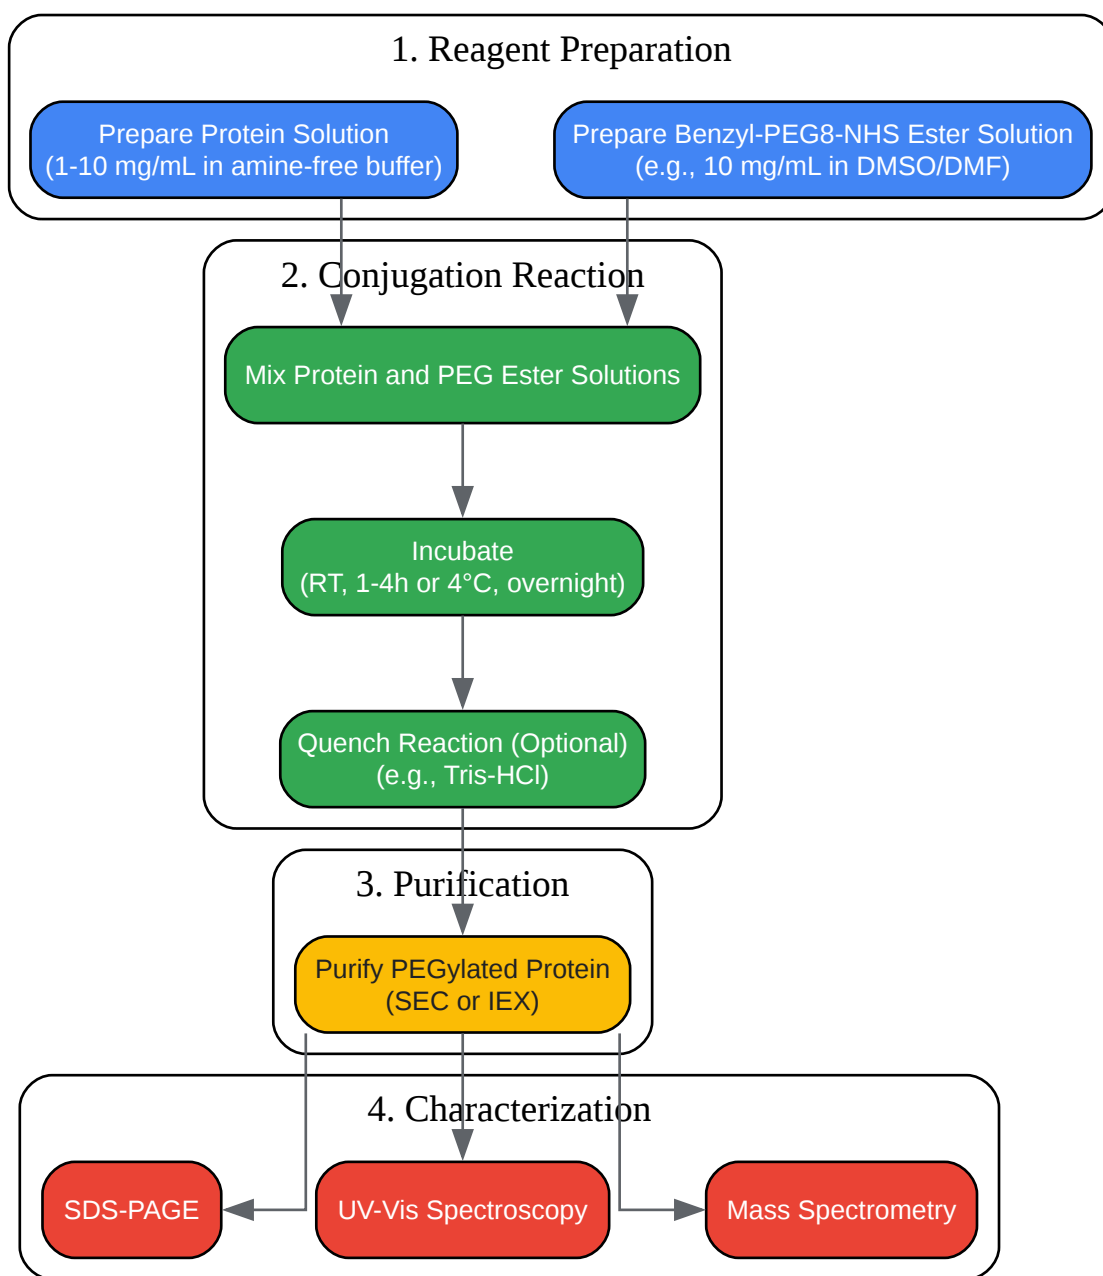 1. Reagent Preparation
Prepare Protein Solution
(1-10 mg/mL in amine-free buffer)
Prepare Benzyl-PEG8-NHS Ester Solution
(e.g., 10 mg/mL in DMSO/DMF)
2. Conjugation Reaction
Mix Protein and PEG Ester Solutions
Incubate
(RT, 1-4h or 4°C, overnight)
Quench Reaction (Optional)
(e.g., Tris-HCl)
3. Purification
Purify PEGylated Protein
(SEC or IEX)
4. Characterization
SDS-PAGE
UV-Vis Spectroscopy
Mass Spectrometry